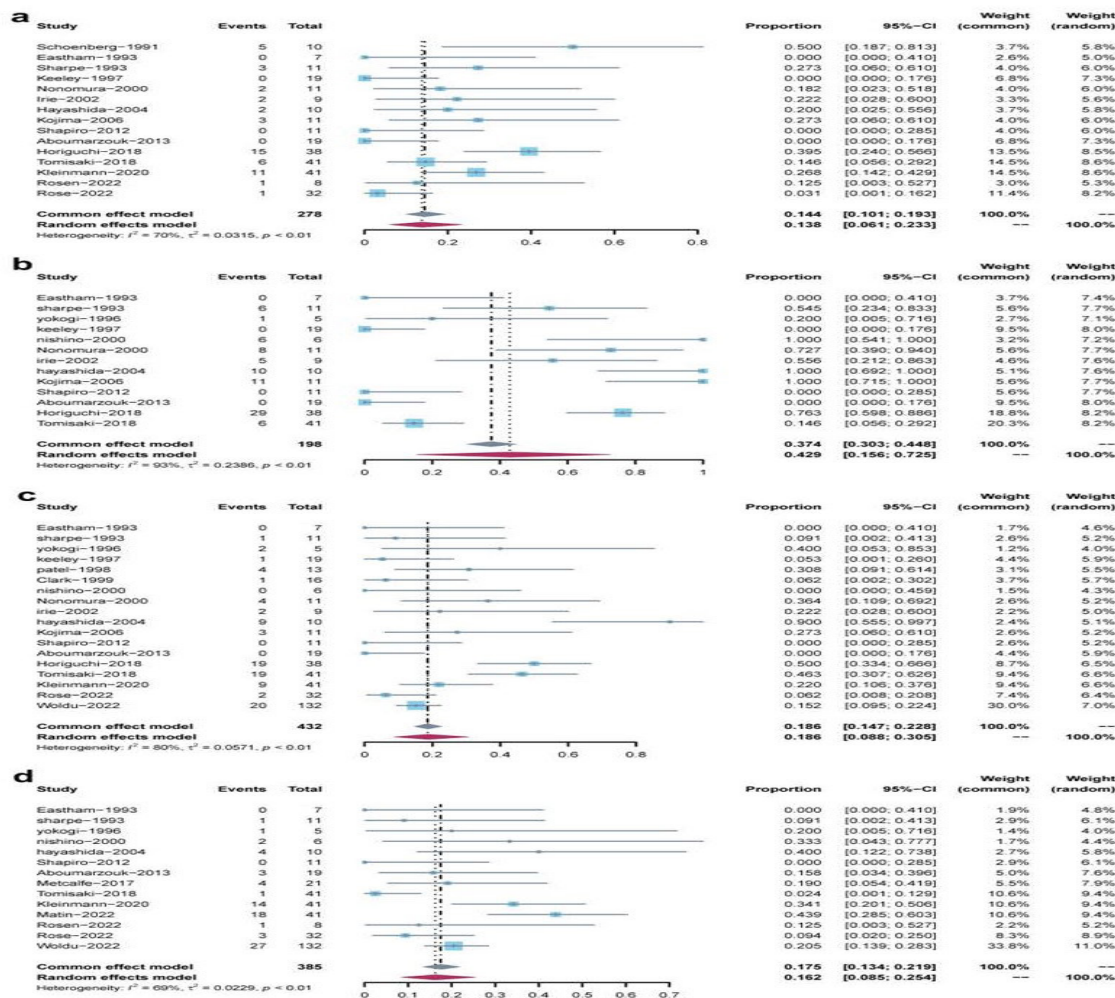 a
Study Events Total Proportion 95%-CI Weight (common) Weight (random)
Schoenberg-1991 5 10 0.500 [0.187; 0.813] 3.7% 5.8%
Eastham-1993 0 7 0.000 [0.000; 0.410] 2.6% 5.0%
Sharpe-1993 3 11 0.273 [0.060; 0.610] 4.0% 6.0%
Keeley-1997 0 19 0.000 [0.000; 0.176] 6.8% 7.3%
Nonomura-2000 2 11 0.182 [0.023; 0.518] 4.0% 6.0%
Irie-2002 2 9 0.222 [0.028; 0.600] 3.3% 5.6%
Hayashida-2004 2 10 0.200 [0.025; 0.556] 3.7% 5.8%
Kojima-2006 3 11 0.273 [0.060; 0.610] 4.0% 6.0%
Shapiro-2012 0 11 0.000 [0.000; 0.285] 4.0% 6.0%
Aboumarzouk-2013 0 19 0.000 [0.000; 0.176] 6.8% 7.3%
Horiguchi-2018 15 38 0.395 [0.240; 0.566] 13.5% 8.5%
Tomisaki-2018 6 41 0.146 [0.056; 0.292] 14.5% 8.6%
Kleinmann-2020 11 41 0.268 [0.142; 0.429] 14.5% 8.6%
Rosen-2022 1 8 0.125 [0.003; 0.527] 3.0% 5.3%
Rose-2022 1 32 0.031 [0.001; 0.162] 11.4% 8.2%
Common effect model 278 0.144 [0.101; 0.193] 100.0% --
Random effects model 0.138 [0.061; 0.233] -- 100.0%
Heterogeneity: I² = 70%, τ² = 0.0315, p < 0.01
0 0.2 0.4 0.6 0.8
b
Study Events Total Proportion 95%-CI Weight (common) Weight (random)
Eastham-1993 0 7 0.000 [0.000; 0.410] 3.7% 7.4%
sharpe-1993 6 11 0.545 [0.234; 0.833] 5.6% 7.7%
yokogi-1996 1 5 0.200 [0.005; 0.716] 2.7% 7.1%
keeley-1997 0 19 0.000 [0.000; 0.176] 9.5% 8.0%
nishino-2000 6 6 1.000 [0.541; 1.000] 3.2% 7.2%
Nonomura-2000 8 11 0.727 [0.390; 0.940] 5.6% 7.7%
irie-2002 5 9 0.556 [0.212; 0.863] 4.6% 7.6%
hayashida-2004 10 10 1.000 [0.692; 1.000] 5.1% 7.6%
Kojima-2006 11 11 1.000 [0.715; 1.000] 5.6% 7.7%
Shapiro-2012 0 11 0.000 [0.000; 0.285] 5.6% 7.7%
Aboumarzouk-2013 0 19 0.000 [0.000; 0.176] 9.5% 8.0%
Horiguchi-2018 29 38 0.763 [0.598; 0.886] 18.8% 8.2%
Tomisaki-2018 6 41 0.146 [0.056; 0.292] 20.3% 8.2%
Common effect model 198 0.374 [0.303; 0.448] 100.0% --
Random effects model 0.429 [0.156; 0.725] -- 100.0%
Heterogeneity: I² = 93%, τ² = 0.2386, p < 0.01
0 0.2 0.4 0.6 0.8 1
c
Study Events Total Proportion 95%-CI Weight (common) Weight (random)
Eastham-1993 0 7 0.000 [0.000; 0.410] 1.7% 4.6%
sharpe-1993 1 11 0.091 [0.002; 0.413] 2.6% 5.2%
yokogi-1996 2 5 0.400 [0.053; 0.853] 1.2% 4.0%
keeley-1997 1 19 0.053 [0.001; 0.260] 4.4% 5.9%
patel-1998 4 13 0.308 [0.091; 0.614] 3.1% 5.5%
Clark-1999 1 16 0.062 [0.002; 0.302] 3.7% 5.7%
nishino-2000 0 6 0.000 [0.000; 0.459] 1.5% 4.3%
Nonomura-2000 4 11 0.364 [0.109; 0.692] 2.6% 5.2%
irie-2002 2 9 0.222 [0.028; 0.600] 2.2% 5.0%
hayashida-2004 9 10 0.900 [0.555; 0.997] 2.4% 5.1%
Kojima-2006 3 11 0.273 [0.060; 0.610] 2.6% 5.2%
Shapiro-2012 0 11 0.000 [0.000; 0.285] 2.6% 5.2%
Aboumarzouk-2013 0 19 0.000 [0.000; 0.176] 4.4% 5.9%
Horiguchi-2018 19 38 0.500 [0.334; 0.666] 8.7% 6.5%
Tomisaki-2018 19 41 0.463 [0.307; 0.626] 9.4% 6.6%
Kleinmann-2020 9 41 0.220 [0.106; 0.376] 9.4% 6.6%
Rose-2022 2 32 0.062 [0.008; 0.208] 7.4% 6.4%
Woldu-2022 20 132 0.152 [0.095; 0.224] 30.0% 7.0%
Common effect model 432 0.186 [0.147; 0.228] 100.0% --
Random effects model 0.186 [0.088; 0.305] -- 100.0%
Heterogeneity: I² = 80%, τ² = 0.0571, p < 0.01
0 0.2 0.4 0.6 0.8
d
Study Events Total Proportion 95%-CI Weight (common) Weight (random)
Eastham-1993 0 7 0.000 [0.000; 0.410] 1.9% 4.8%
sharpe-1993 1 11 0.091 [0.002; 0.413] 2.9% 6.1%
yokogi-1996 1 5 0.200 [0.005; 0.716] 1.4% 4.0%
nishino-2000 2 6 0.333 [0.043; 0.777] 1.7% 4.4%
hayashida-2004 4 10 0.400 [0.122; 0.738] 2.7% 5.8%
Shapiro-2012 0 11 0.000 [0.000; 0.285] 2.9% 6.1%
Aboumarzouk-2013 3 19 0.158 [0.034; 0.396] 5.0% 7.6%
Metcalfe-2017 4 21 0.190 [0.054; 0.419] 5.5% 7.9%
Tomisaki-2018 1 41 0.024 [0.001; 0.129] 10.6% 9.4%
Kleinmann-2020 14 41 0.341 [0.201; 0.506] 10.6% 9.4%
Matin-2022 18 41 0.439 [0.285; 0.603] 10.6% 9.4%
Rosen-2022 1 8 0.125 [0.003; 0.527] 2.2% 5.2%
Rose-2022 3 32 0.094 [0.020; 0.250] 8.3% 8.9%
Woldu-2022 27 132 0.205 [0.139; 0.283] 33.8% 11.0%
Common effect model 385 0.175 [0.134; 0.219] 100.0% --
Random effects model 0.162 [0.085; 0.254] -- 100.0%
Heterogeneity: I² = 69%, τ² = 0.0229, p < 0.01
0 0.1 0.2 0.3 0.4 0.5 0.6 0.7